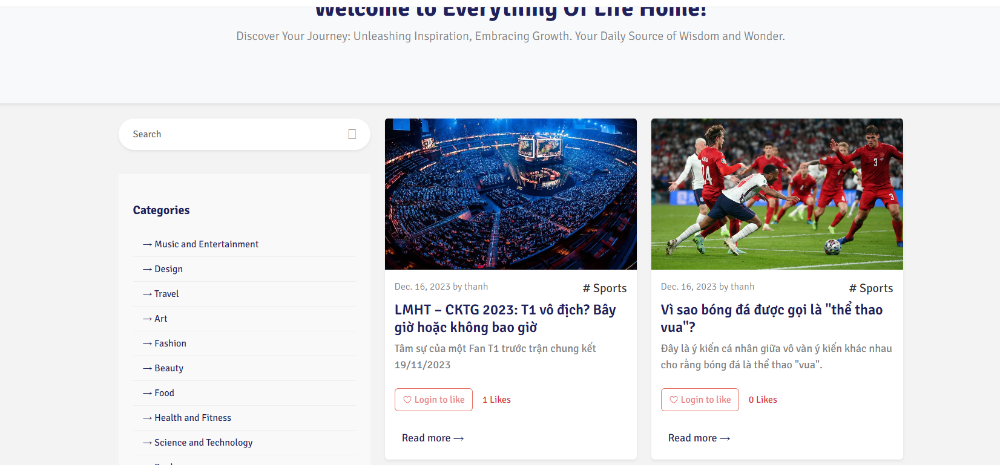 Welcome to Everything Of Life Home!
Discover Your Journey: Unleashing Inspiration, Embracing Growth. Your Daily Source of Wisdom and Wonder.
Search
Categories
→ Music and Entertainment
→ Design
→ Travel
→ Art
→ Fashion
→ Beauty
→ Food
→ Health and Fitness
→ Science and Technology
Dec. 16, 2023 by thanh
# Sports
LMHT – CKTG 2023: T1 vô địch? Bây
giờ hoặc không bao giờ
Tâm sự của một Fan T1 trước trận chung kết
19/11/2023
♡ Login to like
1 Likes
Read more →
Dec. 16, 2023 by thanh
# Sports
Vì sao bóng đá được gọi là "thể thao
vua"?
Đây là ý kiến cá nhân giữa vô vàn ý kiến khác nhau
cho rằng bóng đá là thể thao "vua".
♡ Login to like
0 Likes
Read more →